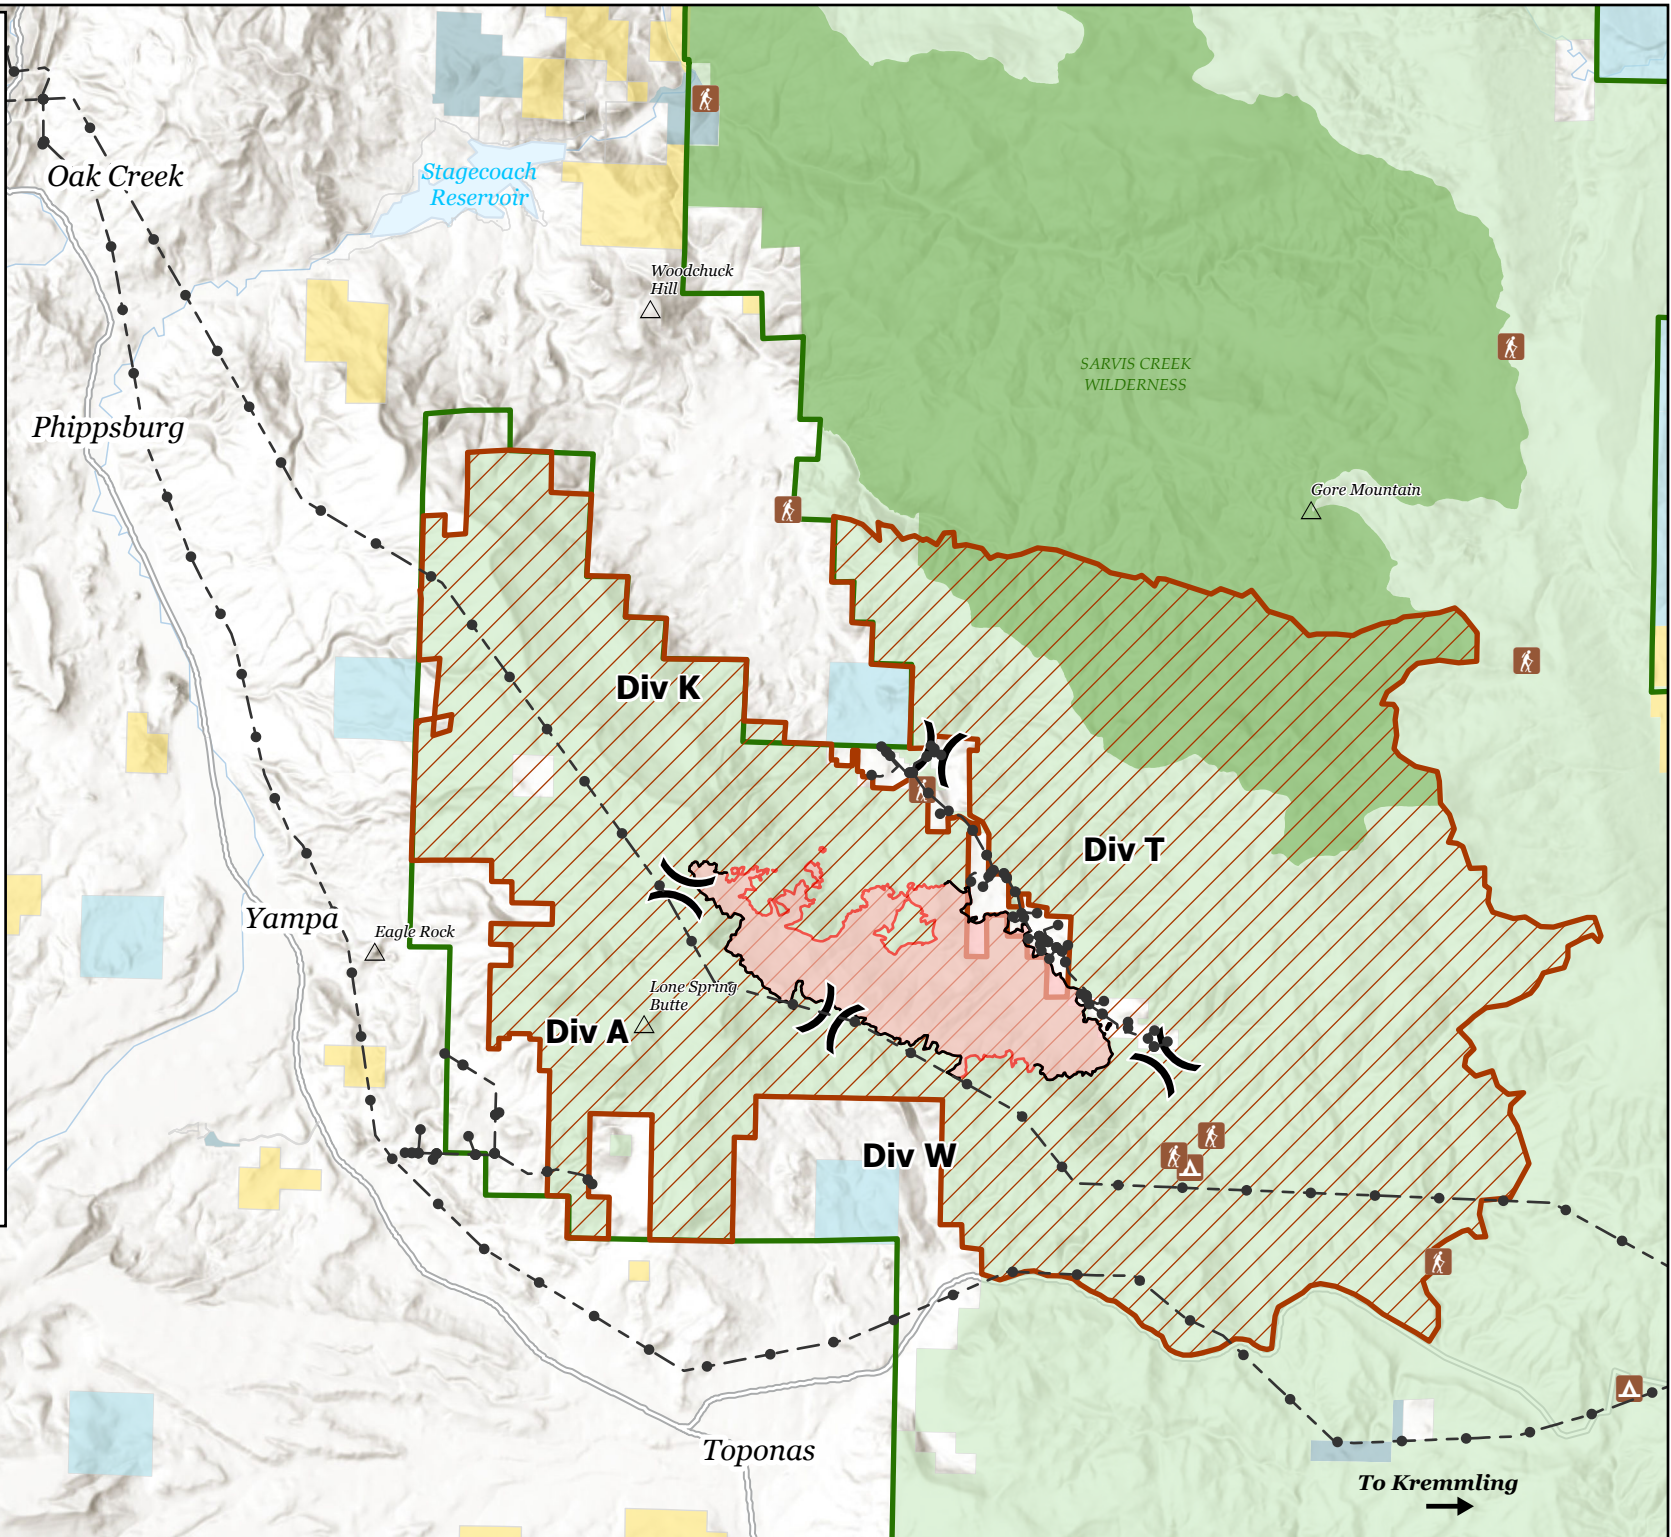 Oak Creek
Stagecoach
Reservoir
Woodchuck
Hill
SARVIS CREEK
WILDERNESS
Phippsburg
Gore Mountain
Div K
Div T
Yampa
Eagle Rock
Lone Spring
Butte
Div A
Div W
Toponas
To Kremmling